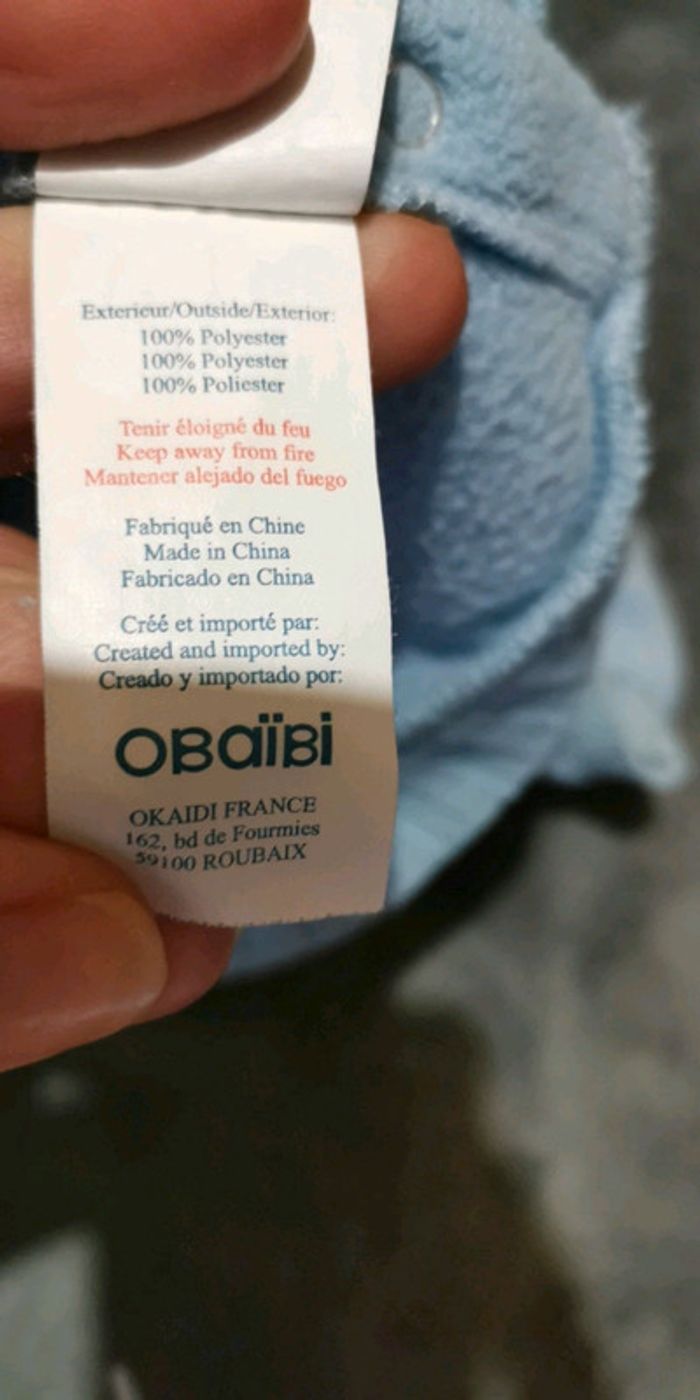 Exterieur/Outside/Exterior:
100% Polyester
100% Polyester
100% Poliester
Tenir éloigné du feu
Keep away from fire
Mantener alejado del fuego
Fabriqué en Chine
Made in China
Fabricado en China
Créé et importé par:
Created and imported by:
Creado y importado por:
OBaïBi
OKAIDI FRANCE
162, bd de Fourmies
59100 ROUBAIX